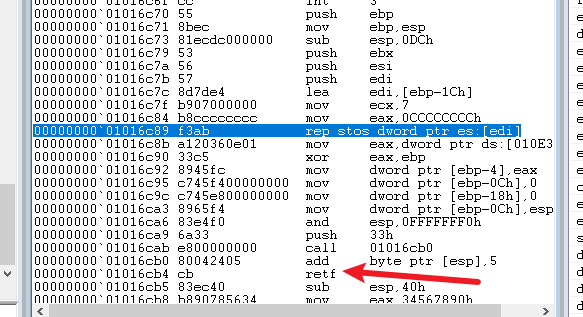 00000000`01016c6f cc int 3
00000000`01016c70 55 push ebp
00000000`01016c71 8bec mov ebp,esp
00000000`01016c73 81ecdc000000 sub esp,0DCh
00000000`01016c79 53 push ebx
00000000`01016c7a 56 push esi
00000000`01016c7b 57 push edi
00000000`01016c7c 8d7de4 lea edi,[ebp-1Ch]
00000000`01016c7f b907000000 mov ecx,7
00000000`01016c84 b8cccccccc mov eax,0CCCCCCCCh
00000000`01016c89 f3ab rep stos dword ptr es:[edi]
00000000`01016c8b a120360e01 mov eax,dword ptr ds:[010E3
00000000`01016c90 33c5 xor eax,ebp
00000000`01016c92 8945fc mov dword ptr [ebp-4],eax
00000000`01016c95 c745f400000000 mov dword ptr [ebp-0Ch],0
00000000`01016c9c c745e800000000 mov dword ptr [ebp-18h],0
00000000`01016ca3 8965f4 mov dword ptr [ebp-0Ch],esp
00000000`01016ca6 83e4f0 and esp,0FFFFFFF0h
00000000`01016ca9 6a33 push 33h
00000000`01016cab e800000000 call 01016cb0
00000000`01016cb0 80042405 add byte ptr [esp],5
00000000`01016cb4 cb retf
00000000`01016cb5 83ec40 sub esp,40h
00000000`01016cb8 b890785634 mov eax,34567890h